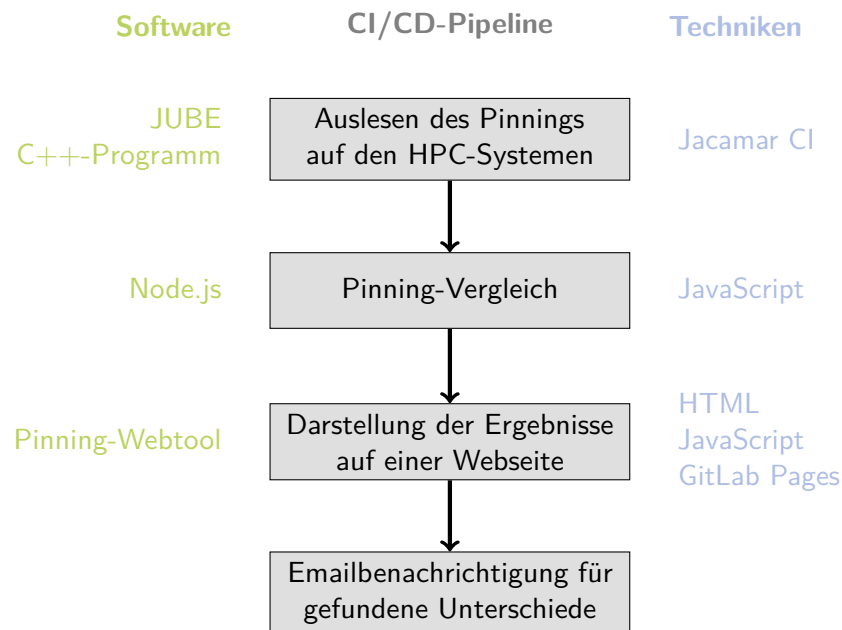 Software
CI/CD-Pipeline
Techniken
JUBE
C++-Programm
Auslesen des Pinnings
auf den HPC-Systemen
Jacamar CI
Node.js
Pinning-Vergleich
JavaScript
Pinning-Webtool
Darstellung der Ergebnisse
auf einer Webseite
HTML
JavaScript
GitLab Pages
Emailbenachrichtigung für
gefundene Unterschiede